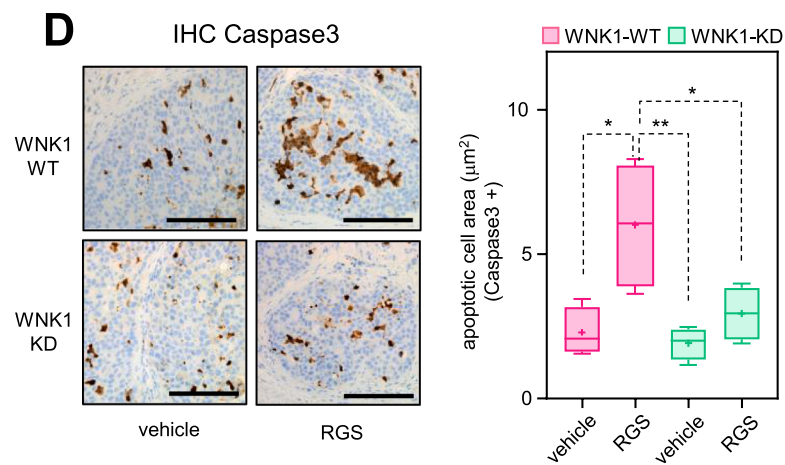 D
IHC Caspase3
WNK1
WT
WNK1
KD
vehicle
RGS
WNK1-WT
WNK1-KD
apoptotic cell area (μm²)
(Caspase3 +)
10
5
0
*
**
*
vehicle
RGS
vehicle
RGS